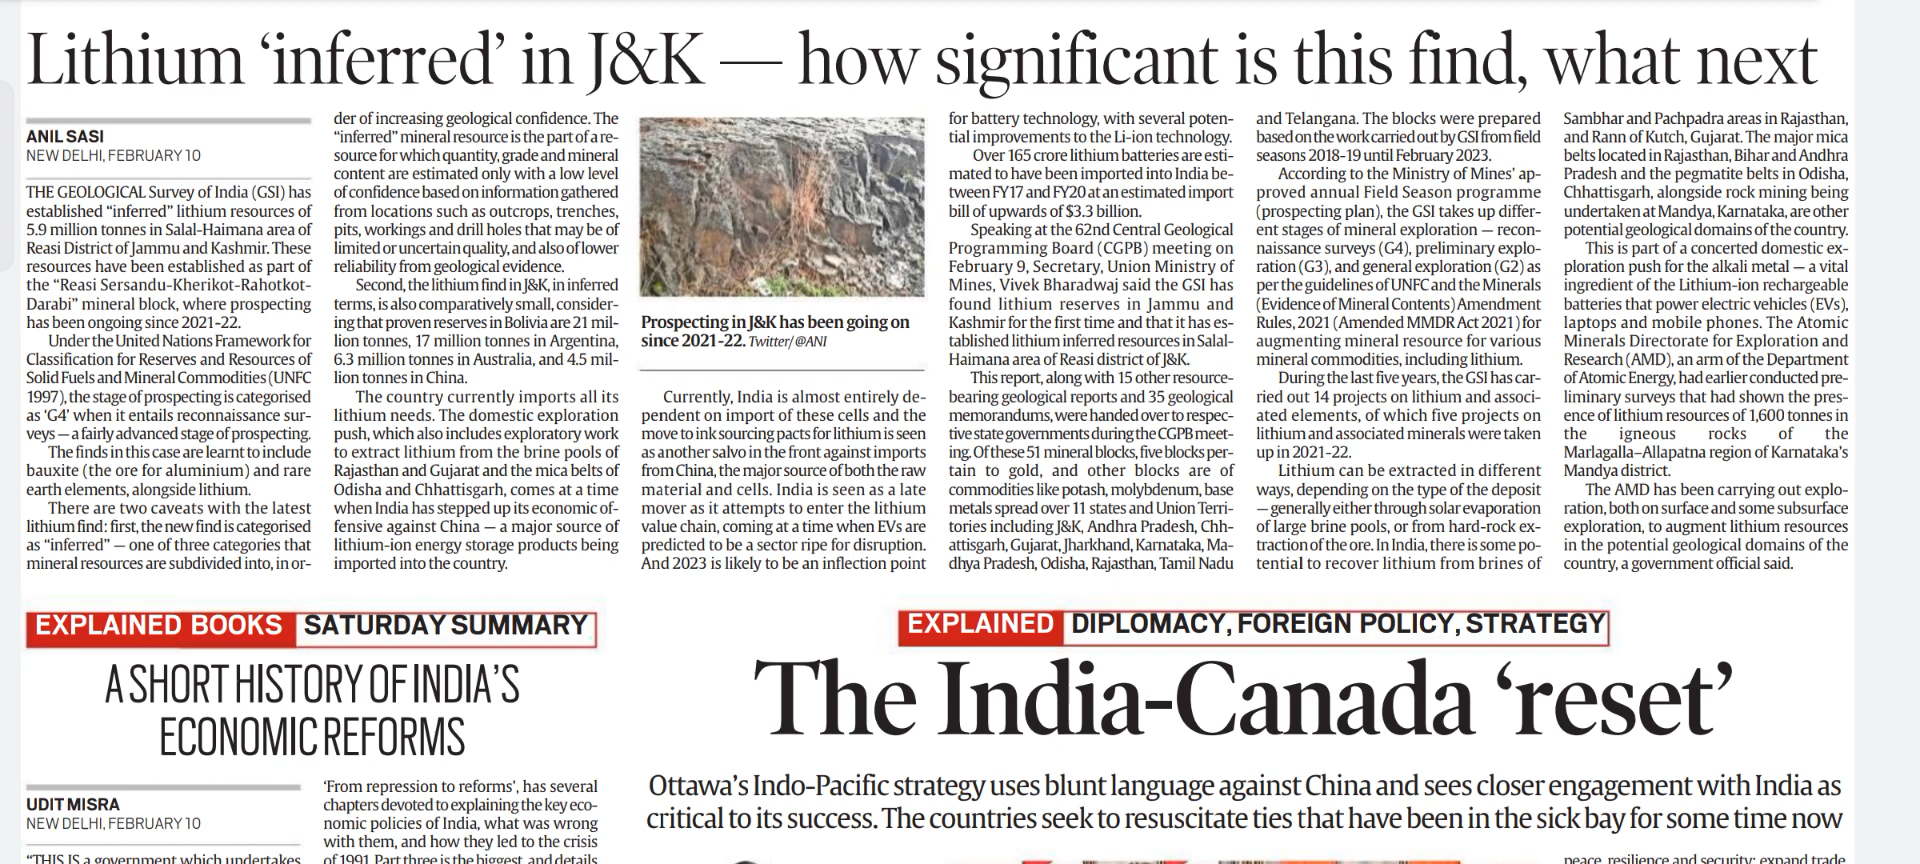 Lithium ‘inferred’ in J&K — how significant is this find, what next
ANIL SASI
NEW DELHI, FEBRUARY 10
THE GEOLOGICAL Survey of India (GSI) has
established “inferred” lithium resources of
5.9 million tonnes in Salal-Haimana area of
Reasi District of Jammu and Kashmir. These
resources have been established as part of
the “Reasi Sersandu-Kherikot-Rahotkot-
Darabi” mineral block, where prospecting
has been ongoing since 2021-22.
Under the United Nations Framework for
Classification for Reserves and Resources of
Solid Fuels and Mineral Commodities (UNFC
1997), the stage of prospecting is categorised
as ‘G4’ when it entails reconnaissance sur-
veys — a fairly advanced stage of prospecting.
The finds in this case are learnt to include
bauxite (the ore for aluminium) and rare
earth elements, alongside lithium.
There are two caveats with the latest
lithium find: first, the new find is categorised
as “inferred” — one of three categories that
mineral resources are subdivided into, in or-
der of increasing geological confidence. The
“inferred” mineral resource is the part of a re-
source for which quantity, grade and mineral
content are estimated only with a low level
of confidence based on information gathered
from locations such as outcrops, trenches,
pits, workings and drill holes that may be of
limited or uncertain quality, and also of lower
reliability from geological evidence.
Second, the lithium find in J&K, in inferred
terms, is also comparatively small, consider-
ing that proven reserves in Bolivia are 21 mil-
lion tonnes, 17 million tonnes in Argentina,
6.3 million tonnes in Australia, and 4.5 mil-
lion tonnes in China.
The country currently imports all its
lithium needs. The domestic exploration
push, which also includes exploratory work
to extract lithium from the brine pools of
Rajasthan and Gujarat and the mica belts of
Odisha and Chhattisgarh, comes at a time
when India has stepped up its economic of-
fensive against China — a major source of
lithium-ion energy storage products being
imported into the country.
Prospecting in J&K has been going on
since 2021-22. Twitter/@ANI
Currently, India is almost entirely de-
pendent on import of these cells and the
move to ink sourcing pacts for lithium is seen
as another salvo in the front against imports
from China, the major source of both the raw
material and cells. India is seen as a late
mover as it attempts to enter the lithium
value chain, coming at a time when EVs are
predicted to be a sector ripe for disruption.
And 2023 is likely to be an inflection point
for battery technology, with several poten-
tial improvements to the Li-ion technology.
Over 165 crore lithium batteries are esti-
mated to have been imported into India be-
tween FY17 and FY20 at an estimated import
bill of upwards of $3.3 billion.
Speaking at the 62nd Central Geological
Programming Board (CGPB) meeting on
February 9, Secretary, Union Ministry of
Mines, Vivek Bharadwaj said the GSI has
found lithium reserves in Jammu and
Kashmir for the first time and that it has es-
tablished lithium inferred resources in Salal-
Haimana area of Reasi district of J&K.
This report, along with 15 other resource-
bearing geological reports and 35 geological
memorandums, were handed over to respec-
tive state governments during the CGPB meet-
ing. Of these 51 mineral blocks, five blocks per-
tain to gold, and other blocks are of
commodities like potash, molybdenum, base
metals spread over 11 states and Union Terri-
tories including J&K, Andhra Pradesh, Chh-
attisgarh, Gujarat, Jharkhand, Karnataka, Ma-
dhya Pradesh, Odisha, Rajasthan, Tamil Nadu
and Telangana. The blocks were prepared
based on the work carried out by GSI from field
seasons 2018-19 until February 2023.
According to the Ministry of Mines’ ap-
proved annual Field Season programme
(prospecting plan), the GSI takes up differ-
ent stages of mineral exploration — recon-
naissance surveys (G4), preliminary explo-
ration (G3), and general exploration (G2) as
per the guidelines of UNFC and the Minerals
(Evidence of Mineral Contents) Amendment
Rules, 2021 (Amended MMDR Act 2021) for
augmenting mineral resource for various
mineral commodities, including lithium.
During the last five years, the GSI has car-
ried out 14 projects on lithium and associ-
ated elements, of which five projects on
lithium and associated minerals were taken
up in 2021-22.
Lithium can be extracted in different
ways, depending on the type of the deposit
— generally either through solar evaporation
of large brine pools, or from hard-rock ex-
traction of the ore. In India, there is some po-
tential to recover lithium from brines of
Sambhar and Pachpadra areas in Rajasthan,
and Rann of Kutch, Gujarat. The major mica
belts located in Rajasthan, Bihar and Andhra
Pradesh and the pegmatite belts in Odisha,
Chhattisgarh, alongside rock mining being
undertaken at Mandya, Karnataka, are other
potential geological domains of the country.
This is part of a concerted domestic ex-
ploration push for the alkali metal — a vital
ingredient of the Lithium-ion rechargeable
batteries that power electric vehicles (EVs),
laptops and mobile phones. The Atomic
Minerals Directorate for Exploration and
Research (AMD), an arm of the Department
of Atomic Energy, had earlier conducted pre-
liminary surveys that had shown the pres-
ence of lithium resources of 1,600 tonnes in
the igneous rocks of the
Marlagalla–Allapatna region of Karnataka’s
Mandya district.
The AMD has been carrying out explo-
ration, both on surface and some subsurface
exploration, to augment lithium resources
in the potential geological domains of the
country, a government official said.
EXPLAINED BOOKS SATURDAY SUMMARY
A SHORT HISTORY OF INDIA’S
ECONOMIC REFORMS
UDIT MISRA
NEW DELHI, FEBRUARY 10
“THIS IS a government which undertakes
‘From repression to reforms’, has several
chapters devoted to explaining the key eco-
nomic policies of India, what was wrong
with them, and how they led to the crisis
of 1991. Part three is the biggest, and details
EXPLAINED DIPLOMACY, FOREIGN POLICY, STRATEGY
The India-Canada ‘reset’
Ottawa’s Indo-Pacific strategy uses blunt language against China and sees closer engagement with India as
critical to its success. The countries seek to resuscitate ties that have been in the sick bay for some time now
peace, resilience and security; expand trade,